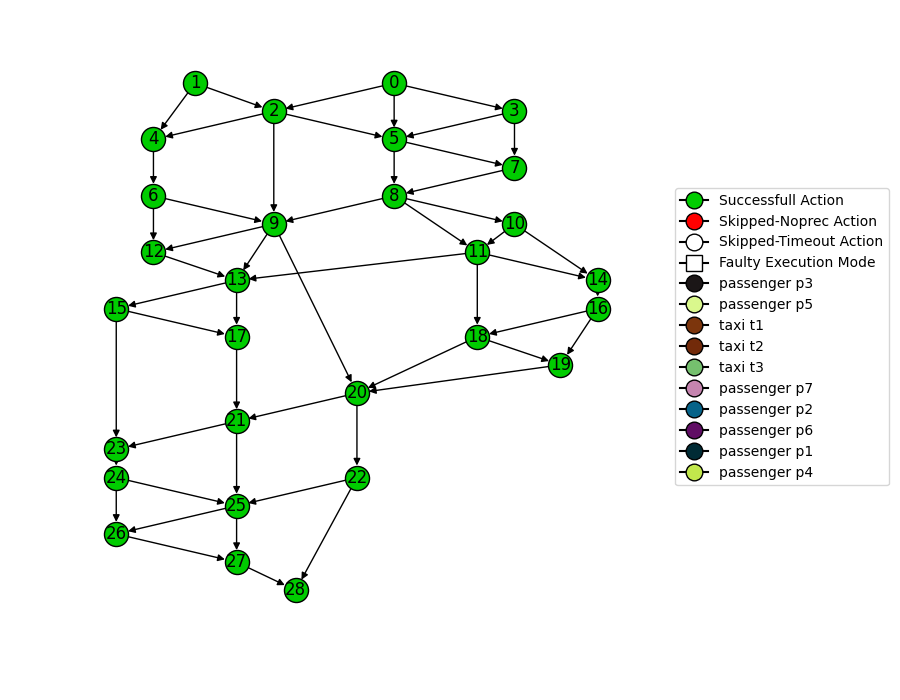 1
0
2
3
4
5
7
6
8
9
10
12
11
13
14
15
16
17
18
19
20
21
23
24
22
25
26
27
28
Successfull Action
Skipped-Noprec Action
Skipped-Timeout Action
Faulty Execution Mode
passenger p3
passenger p5
taxi t1
taxi t2
taxi t3
passenger p7
passenger p2
passenger p6
passenger p1
passenger p4